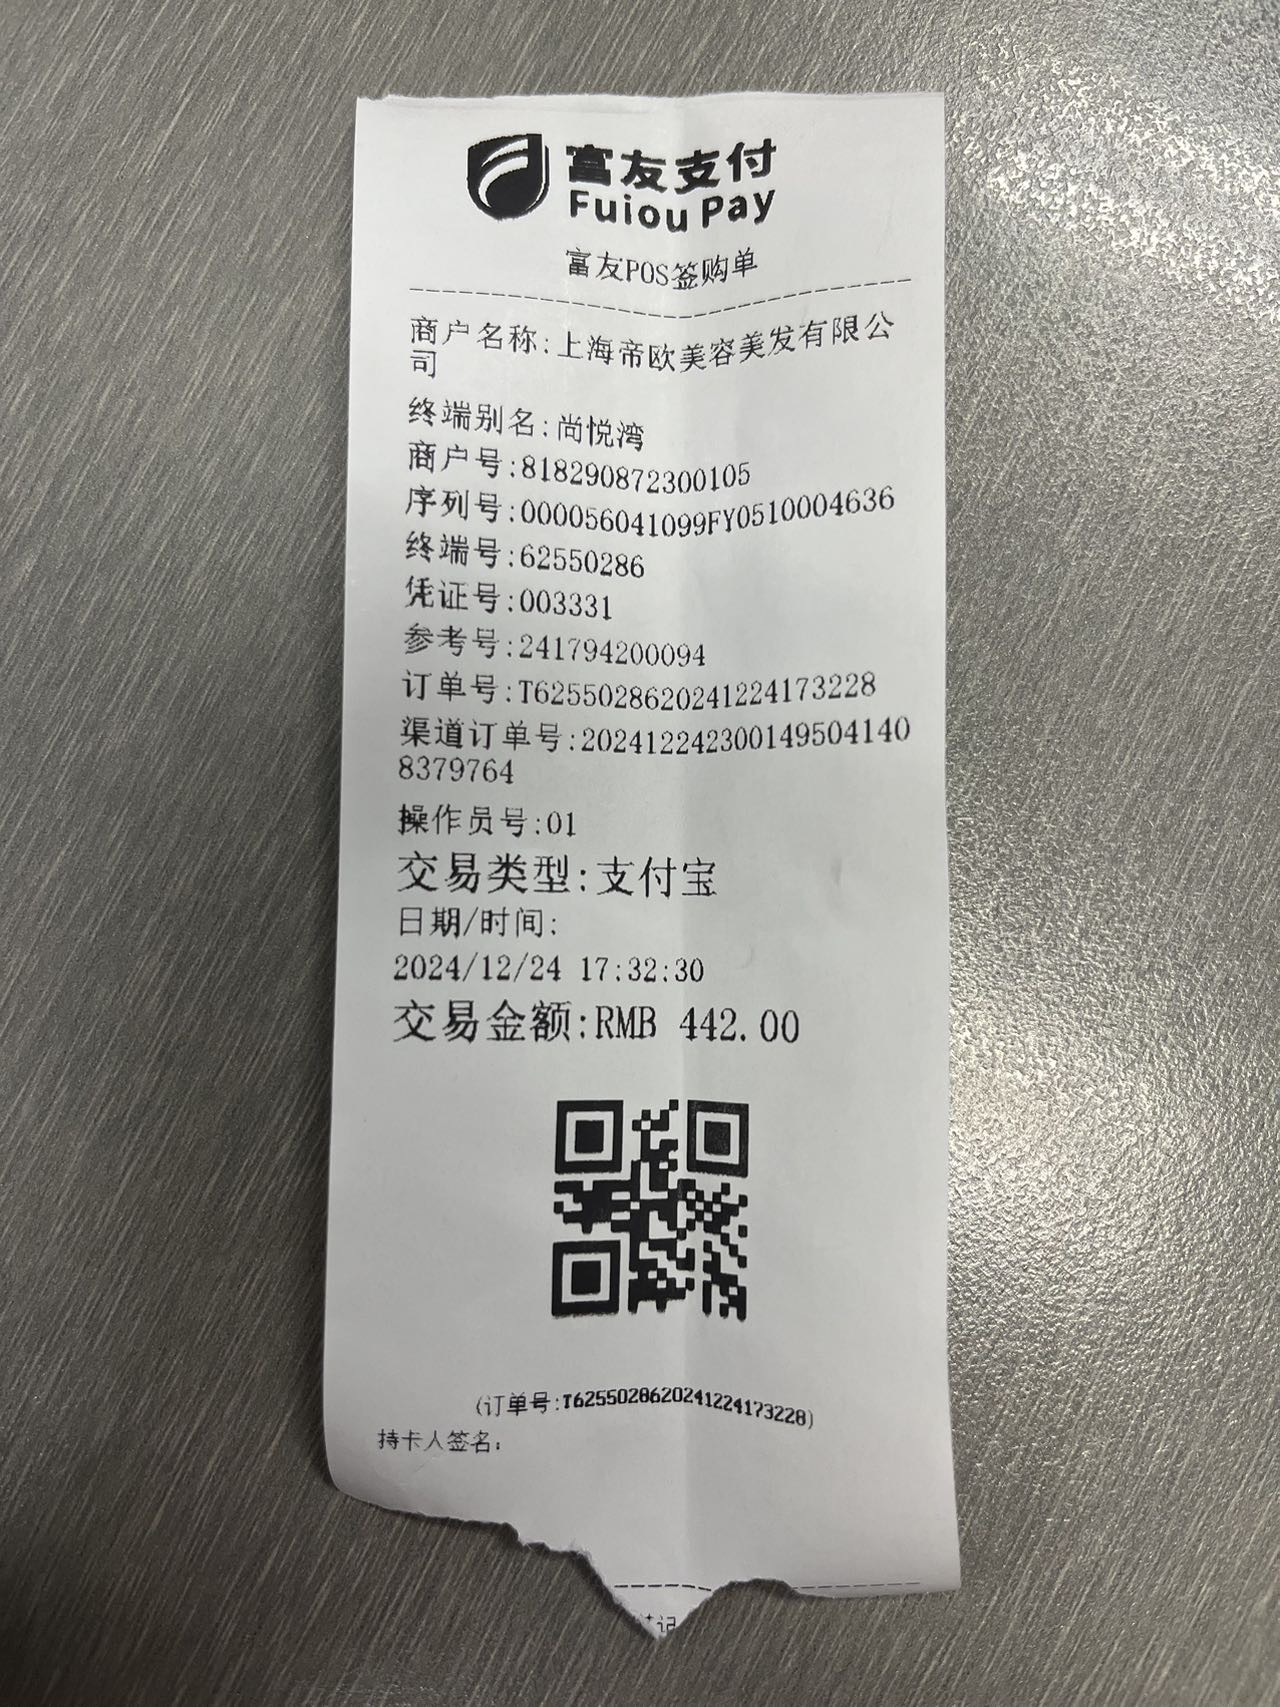 富友支付
Fuiou Pay
富友POS签购单
商户名称:上海帝欧美容美发有限公
司
终端别名:尚悦湾
商户号:818290872300105
序列号:000056041099FY0510004636
终端号:62550286
凭证号:003331
参考号:241794200094
订单号:T6255028620241224173228
渠道订单号:202412242300149504140
8379764
操作员号:01
交易类型:支付宝
日期/时间:
2024/12/24 17:32:30
交易金额:RMB 442.00
(订单号:T6255028620241224173228)
持卡人签名: